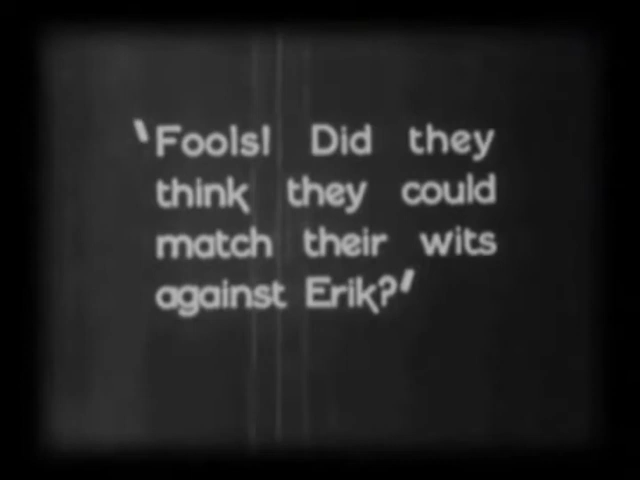 "Fools! Did they
think they could
match their wits
against Erik?"